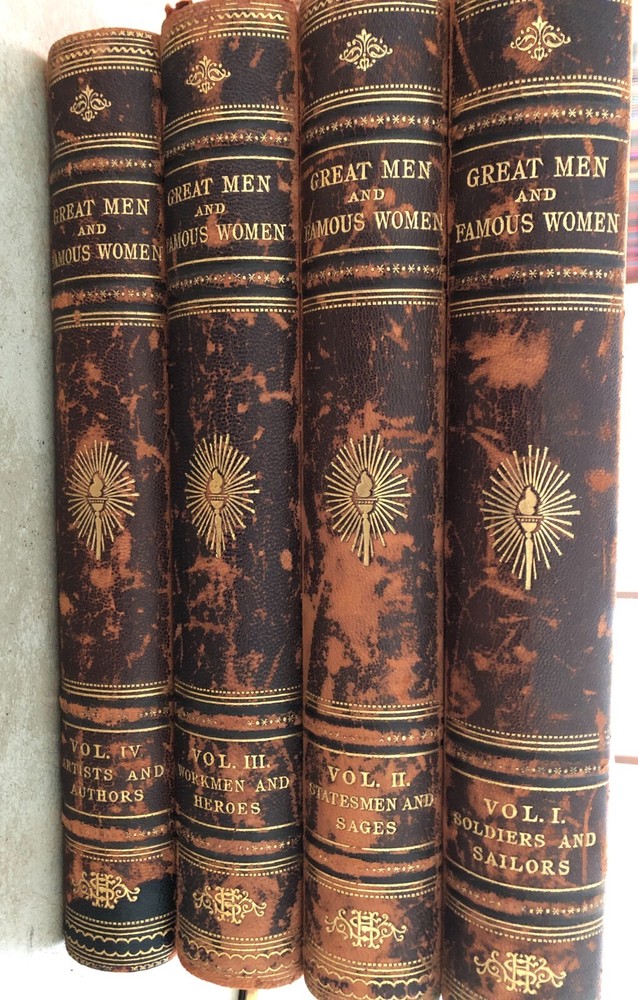 GREAT MEN
AND
FAMOUS WOMEN
VOL. IV.
ARTISTS AND
AUTHORS
GREAT MEN
AND
FAMOUS WOMEN
VOL. III.
WORKMEN AND
HEROES
GREAT MEN
AND
FAMOUS WOMEN
VOL. II.
STATESMEN AND
SAGES
GREAT MEN
AND
FAMOUS WOMEN
VOL. I.
SOLDIERS AND
SAILORS